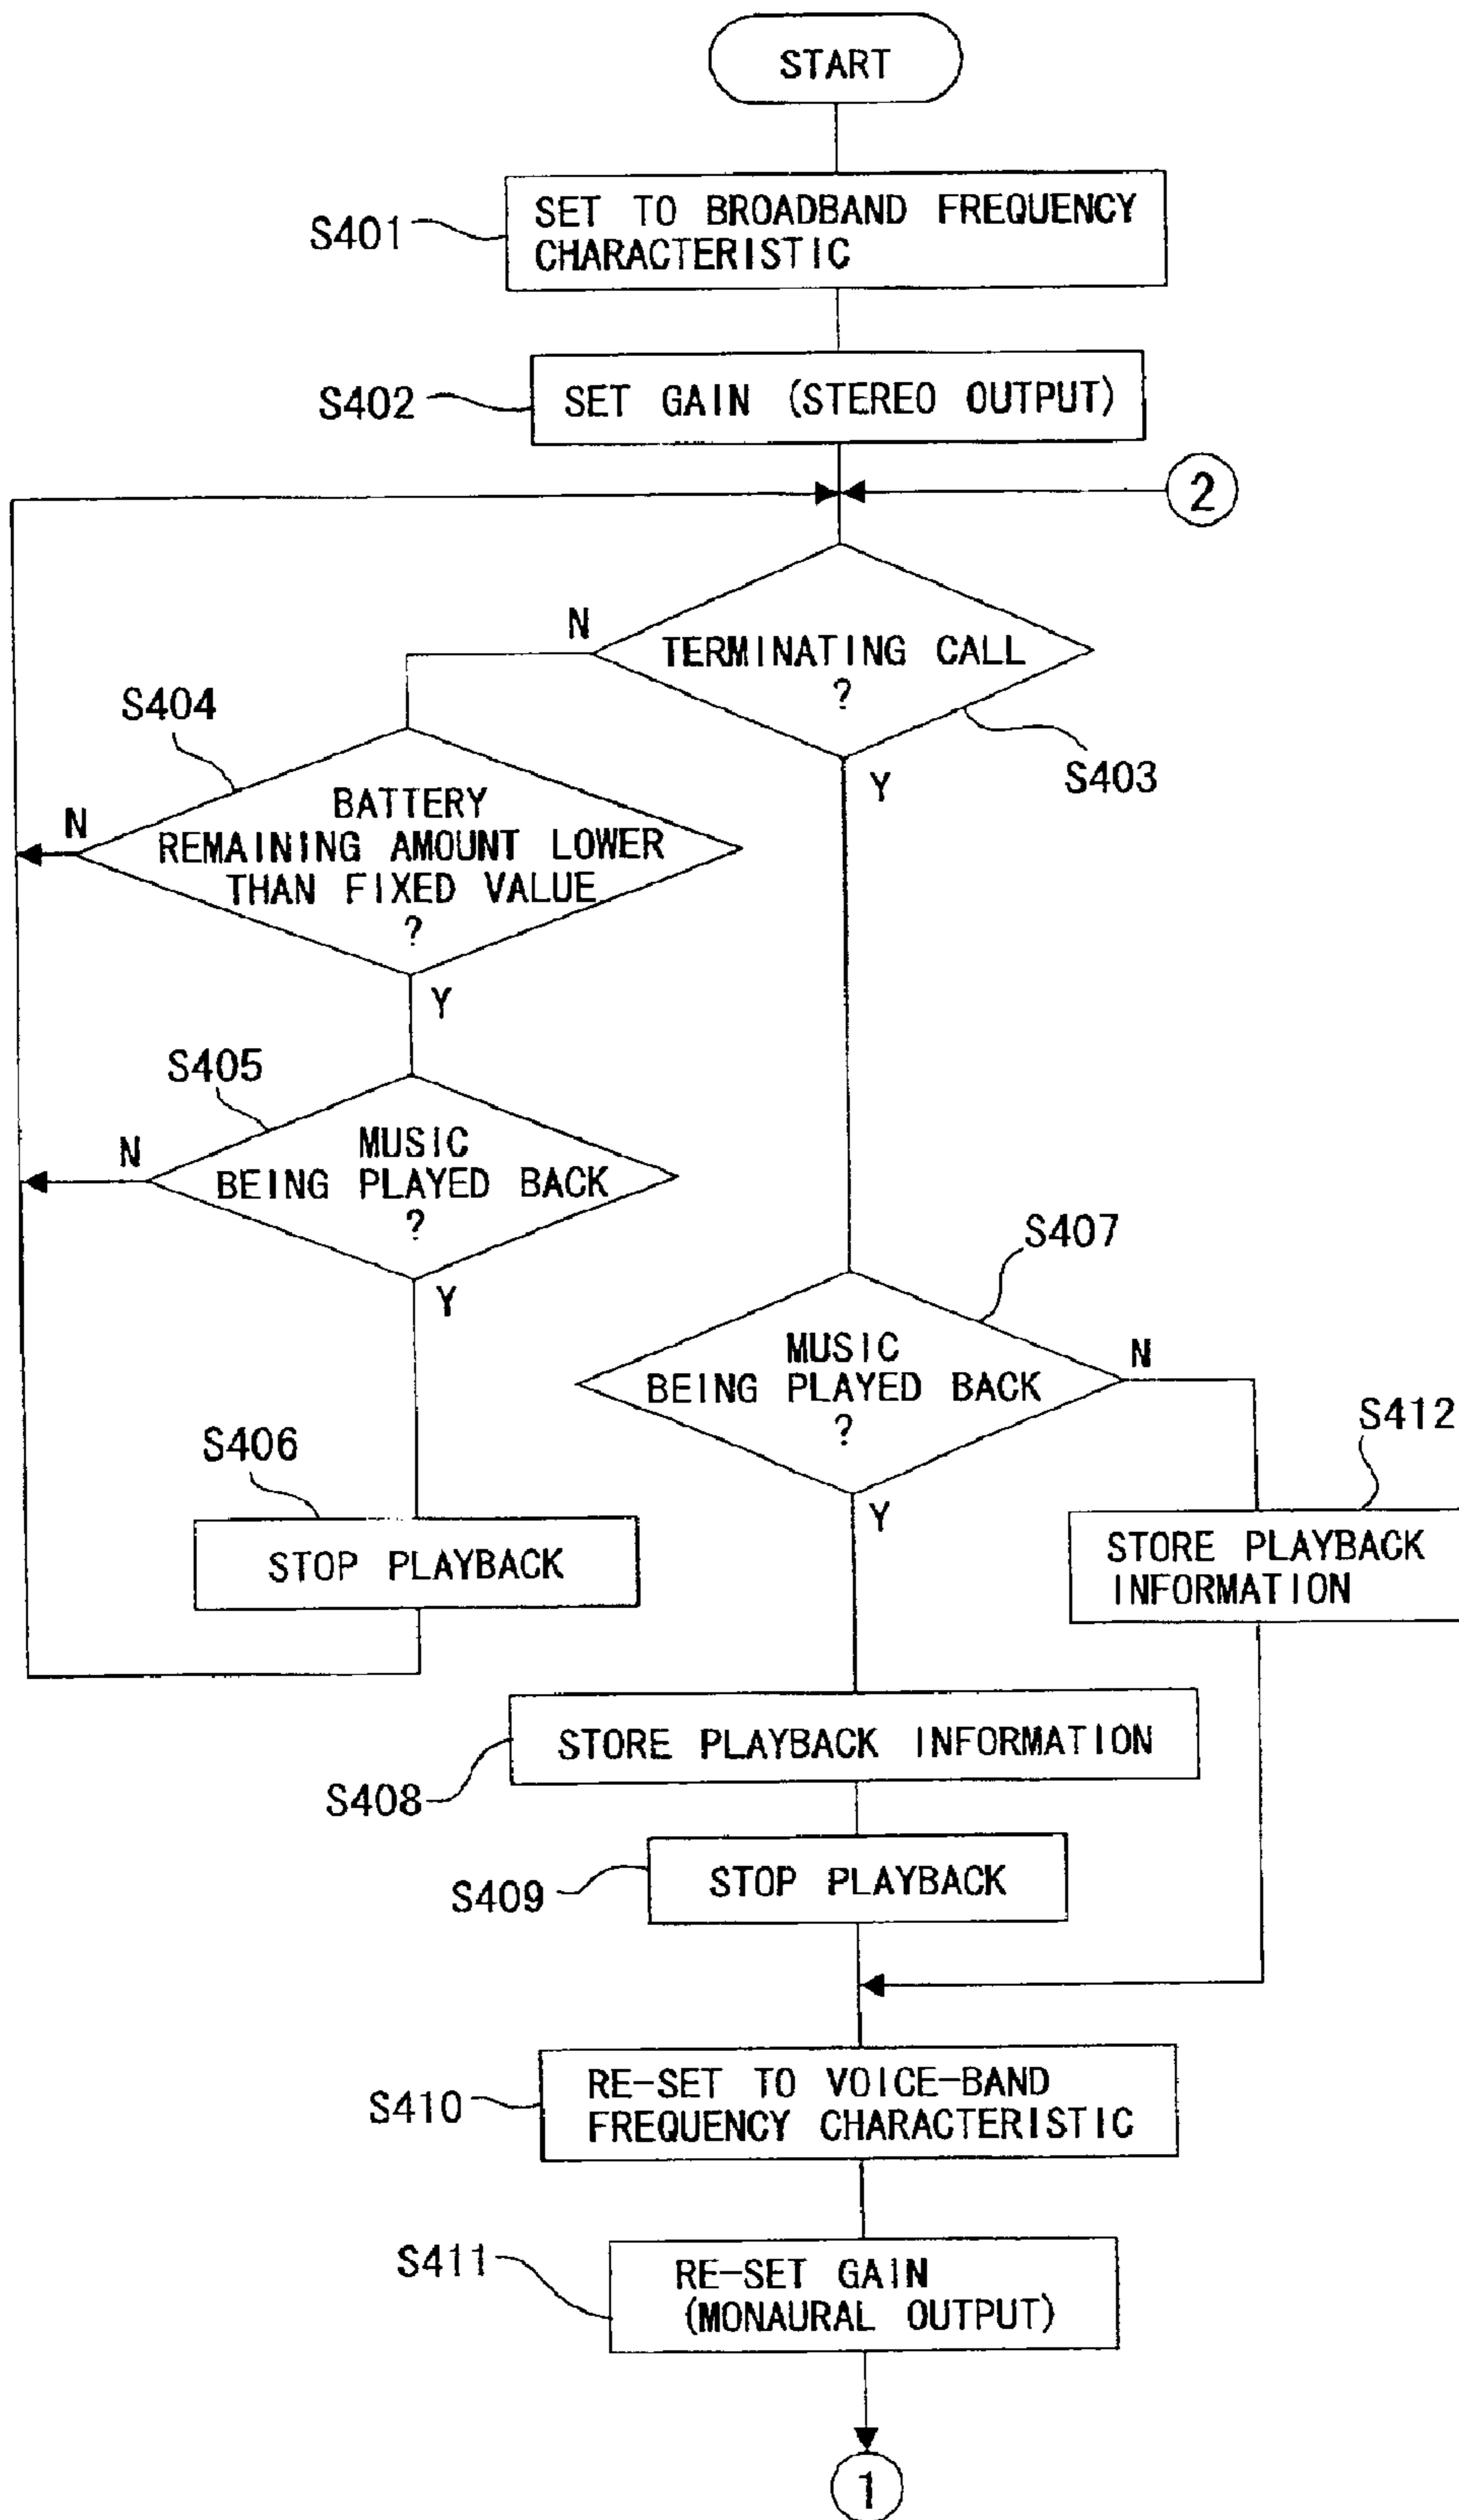 START
S401
SET TO BROADBAND FREQUENCY
CHARACTERISTIC
S402
SET GAIN (STEREO OUTPUT)
2
N
TERMINATING CALL
?
S403
Y
S404
BATTERY
REMAINING AMOUNT LOWER
THAN FIXED VALUE
?
N
Y
S405
MUSIC
BEING PLAYED BACK
?
N
Y
S407
MUSIC
BEING PLAYED BACK
?
N
Y
S406
STOP PLAYBACK
S412
STORE PLAYBACK
INFORMATION
STORE PLAYBACK INFORMATION
S408
STOP PLAYBACK
S409
S410
RE-SET TO VOICE-BAND
FREQUENCY CHARACTERISTIC
S411
RE-SET GAIN
(MONAURAL OUTPUT)
1